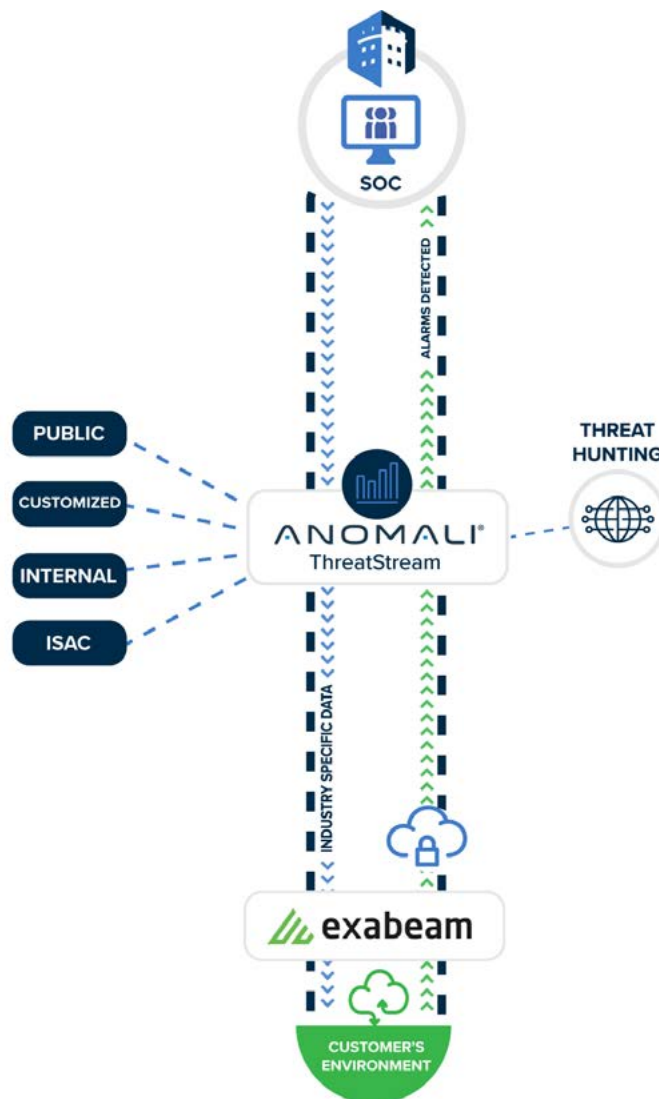 SOC
ALARMS DETECTED
PUBLIC
CUSTOMIZED
INTERNAL
ISAC
THREAT
HUNTING
ANOMALI®
ThreatStream
INDUSTRY SPECIFIC DATA
exabeam
CUSTOMER'S
ENVIRONMENT